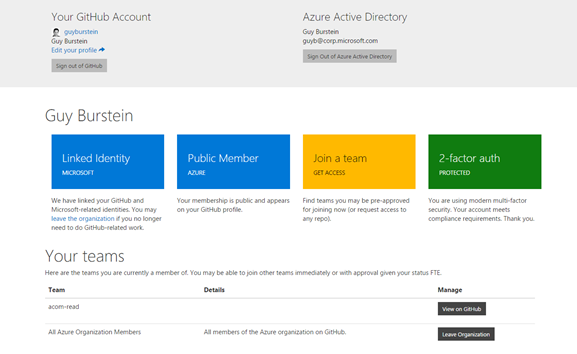 Your GitHub Account
guyburstein
Guy Burstein
Edit your profile
Sign out of GitHub
Azure Active Directory
Guy Burstein
guyb@corp.microsoft.com
Sign Out of Azure Active Directory
Guy Burstein
Linked Identity
MICROSOFT
We have linked your GitHub and
Microsoft-related identities. You may
leave the organization if you no longer
need to do GitHub-related work.
Public Member
AZURE
Your membership is public and appears
on your GitHub profile.
Join a team
GET ACCESS
Find teams you may be pre-approved
for joining now (or request access to
any repo).
2-factor auth
PROTECTED
You are using modern multi-factor
security. Your account meets
compliance requirements. Thank you.
Your teams
Here are the teams you are currently a member of. You may be able to join other teams immediately or with approval given your status FTE.
Team Details Manage
acom-read View on GitHub
All Azure Organization Members All members of the Azure organization on GitHub. Leave Organization